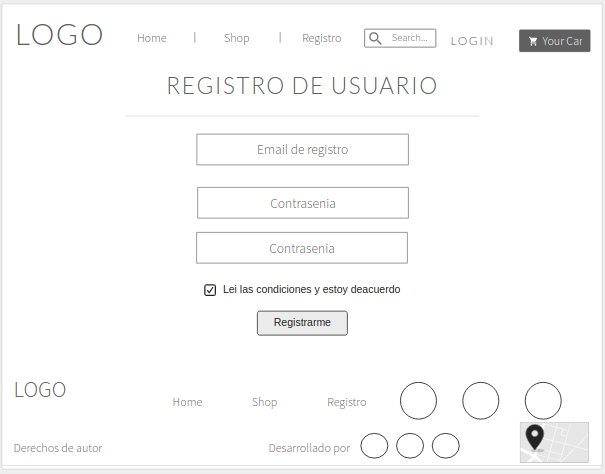 LOGO
Home | Shop | Registro
Search...
LOGIN
Your Car
REGISTRO DE USUARIO
Email de registro
Contrasenia
Contrasenia
Lei las condiciones y estoy deacuerdo
Registrarme
LOGO
Home Shop Registro
Derechos de autor
Desarrollado por